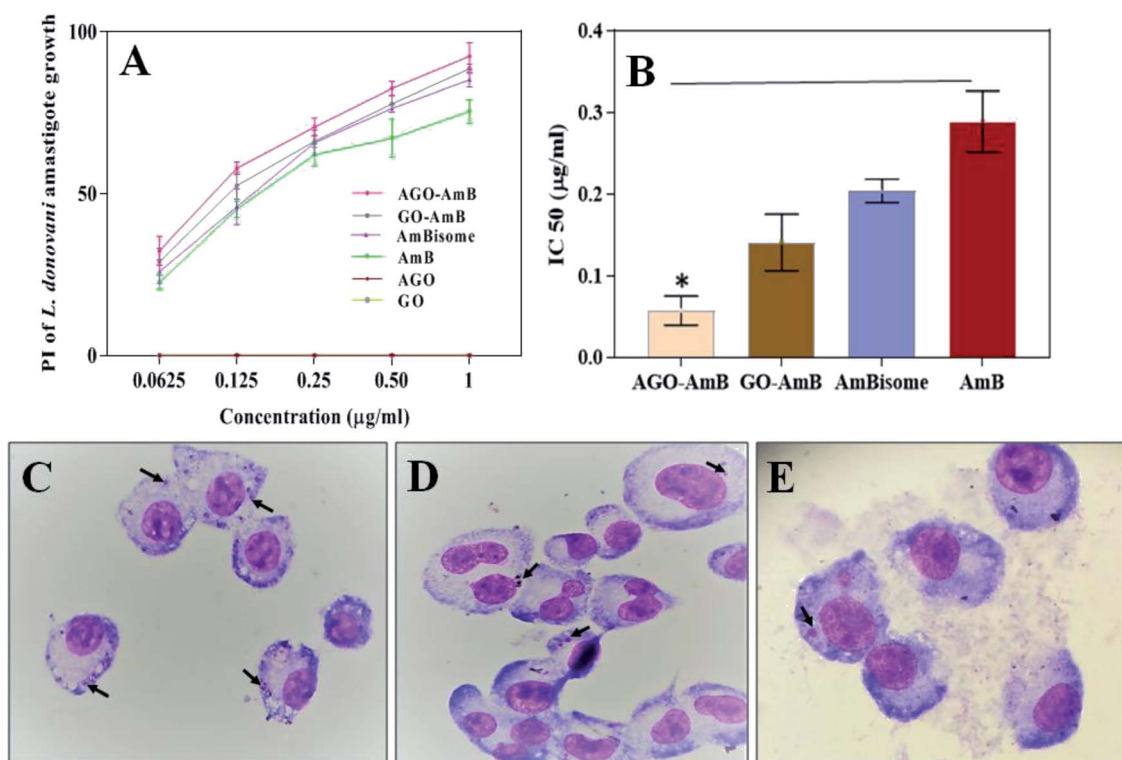 A
PI of L. donovani amastigote growth
100
50
0
AGO-AmB
GO-AmB
AmBisome
AmB
AGO
GO
0.0625 0.125 0.25 0.50 1
Concentration (µg/ml)
B
IC 50 (µg/ml)
0.4
0.3
0.2
0.1
0.0
*
AGO-AmB GO-AmB AmBisome AmB
C
D
E